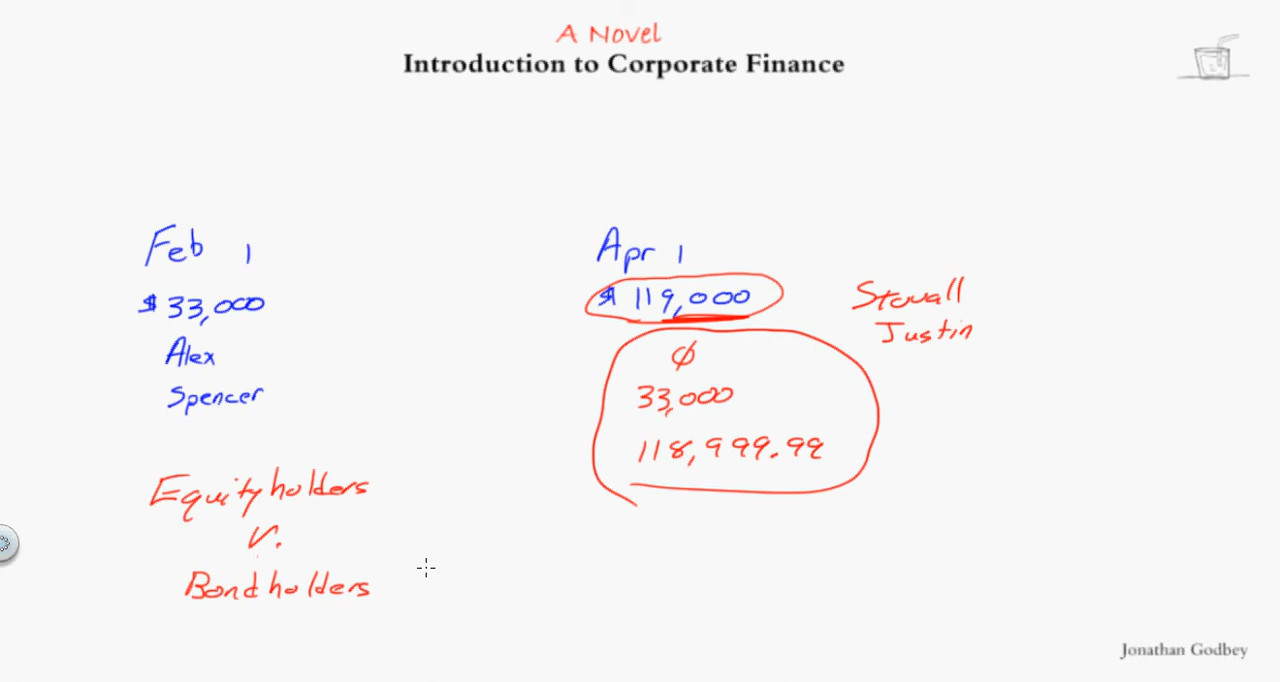 A Novel
Introduction to Corporate Finance
Feb 1
$ 33,000
Alex
Spencer
Equityholders
v.
Bondholders
Apr 1
$ 119,000
Ø
33,000
118,999.99
Stovall
Justin
Jonathan Godbey